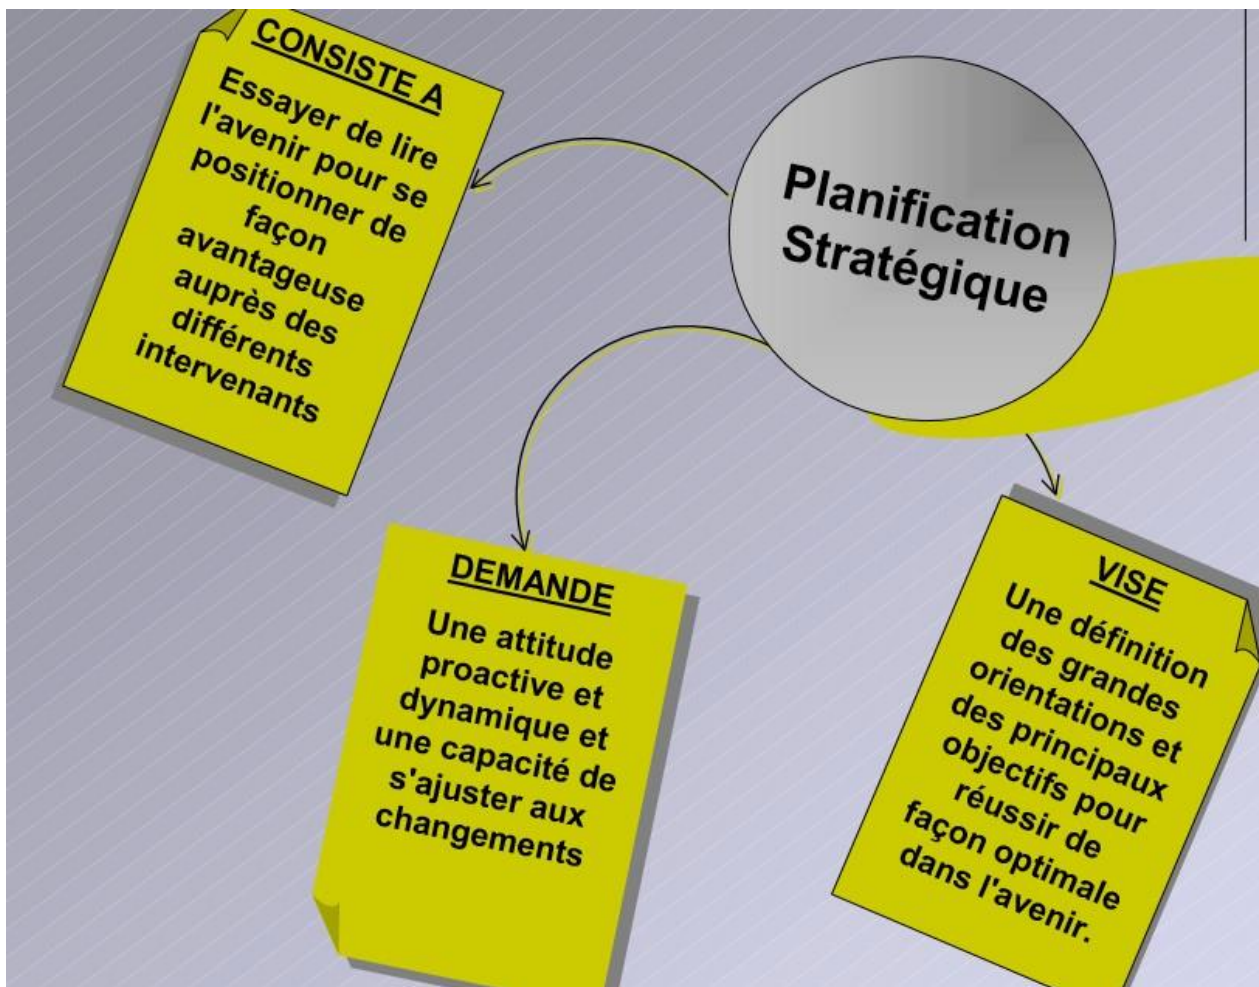 CONSISTE A
Essayer de lire
l'avenir pour se
positionner de
façon
avantageuse
auprès des
différents
intervenants
Planification
Stratégique
DEMANDE
Une attitude
proactive et
dynamique et
une capacité de
s'ajuster aux
changements
VISE
Une définition
des grandes
orientations et
des principaux
objectifs pour
réussir de
façon optimale
dans l'avenir.